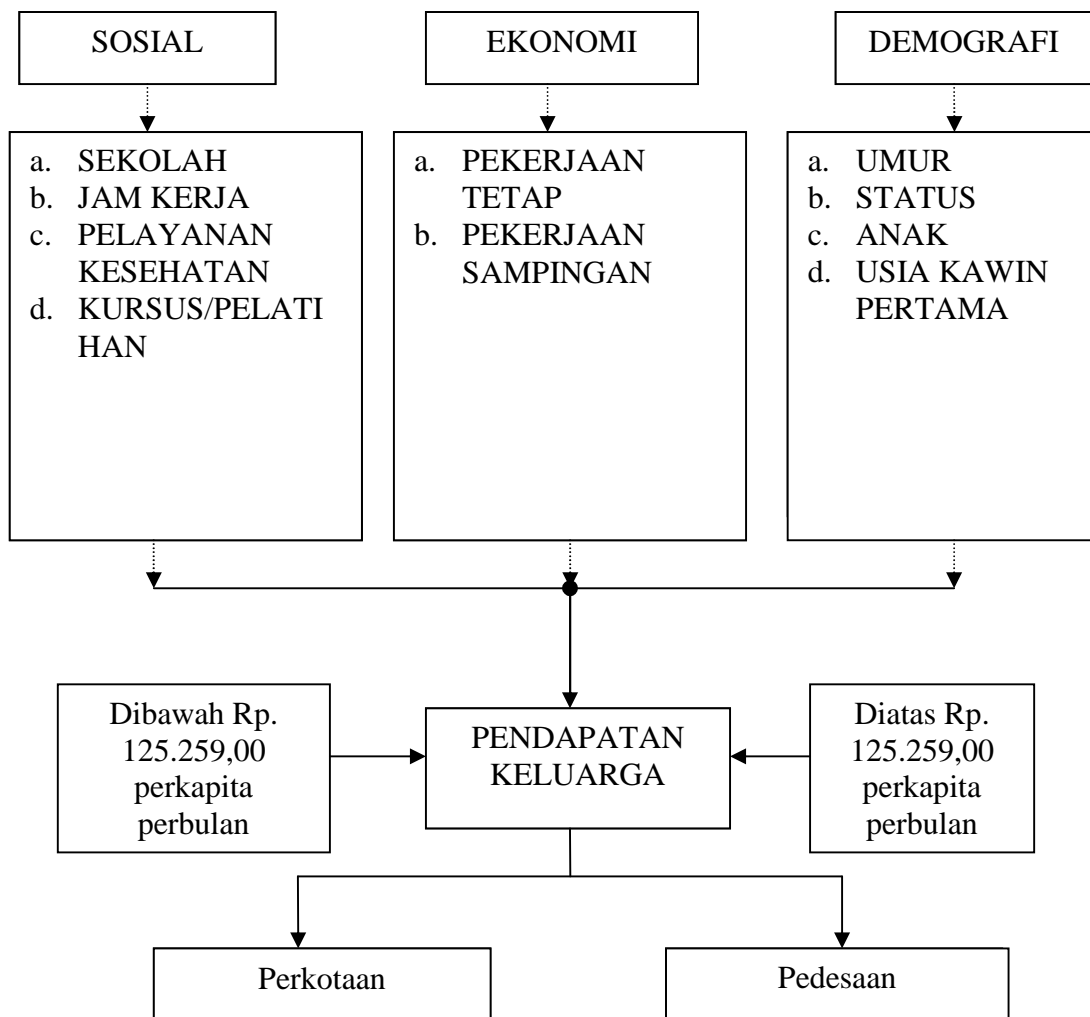 SOSIAL
EKONOMI
DEMOGRAFI
a. SEKOLAH
b. JAM KERJA
c. PELAYANAN
KESEHATAN
d. KURSUS/PELATI
HAN
a. PEKERJAAN
TETAP
b. PEKERJAAN
SAMPINGAN
a. UMUR
b. STATUS
c. ANAK
d. USIA KAWIN
PERTAMA
Dibawah Rp.
125.259,00
perkapita
perbulan
PENDAPATAN
KELUARGA
Diatas Rp.
125.259,00
perkapita
perbulan
Perkotaan
Pedesaan